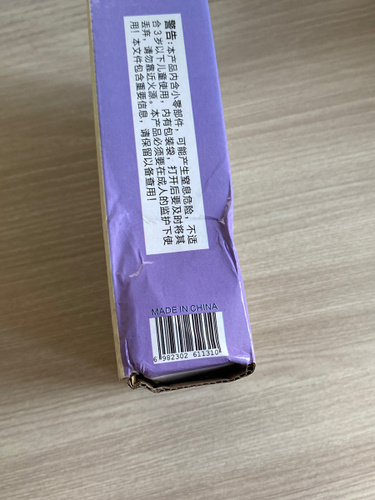 警告:本产品内含小零部件,可能产生窒息危险,不适
合3岁以下儿童使用,内有包装袋,打开后要及时将其
丢弃,请勿靠近火源。本产品必须要在成人的监护下使
用!本文件包含重要信息,请保留以备查用!
MADE IN CHINA
6 982302 611310